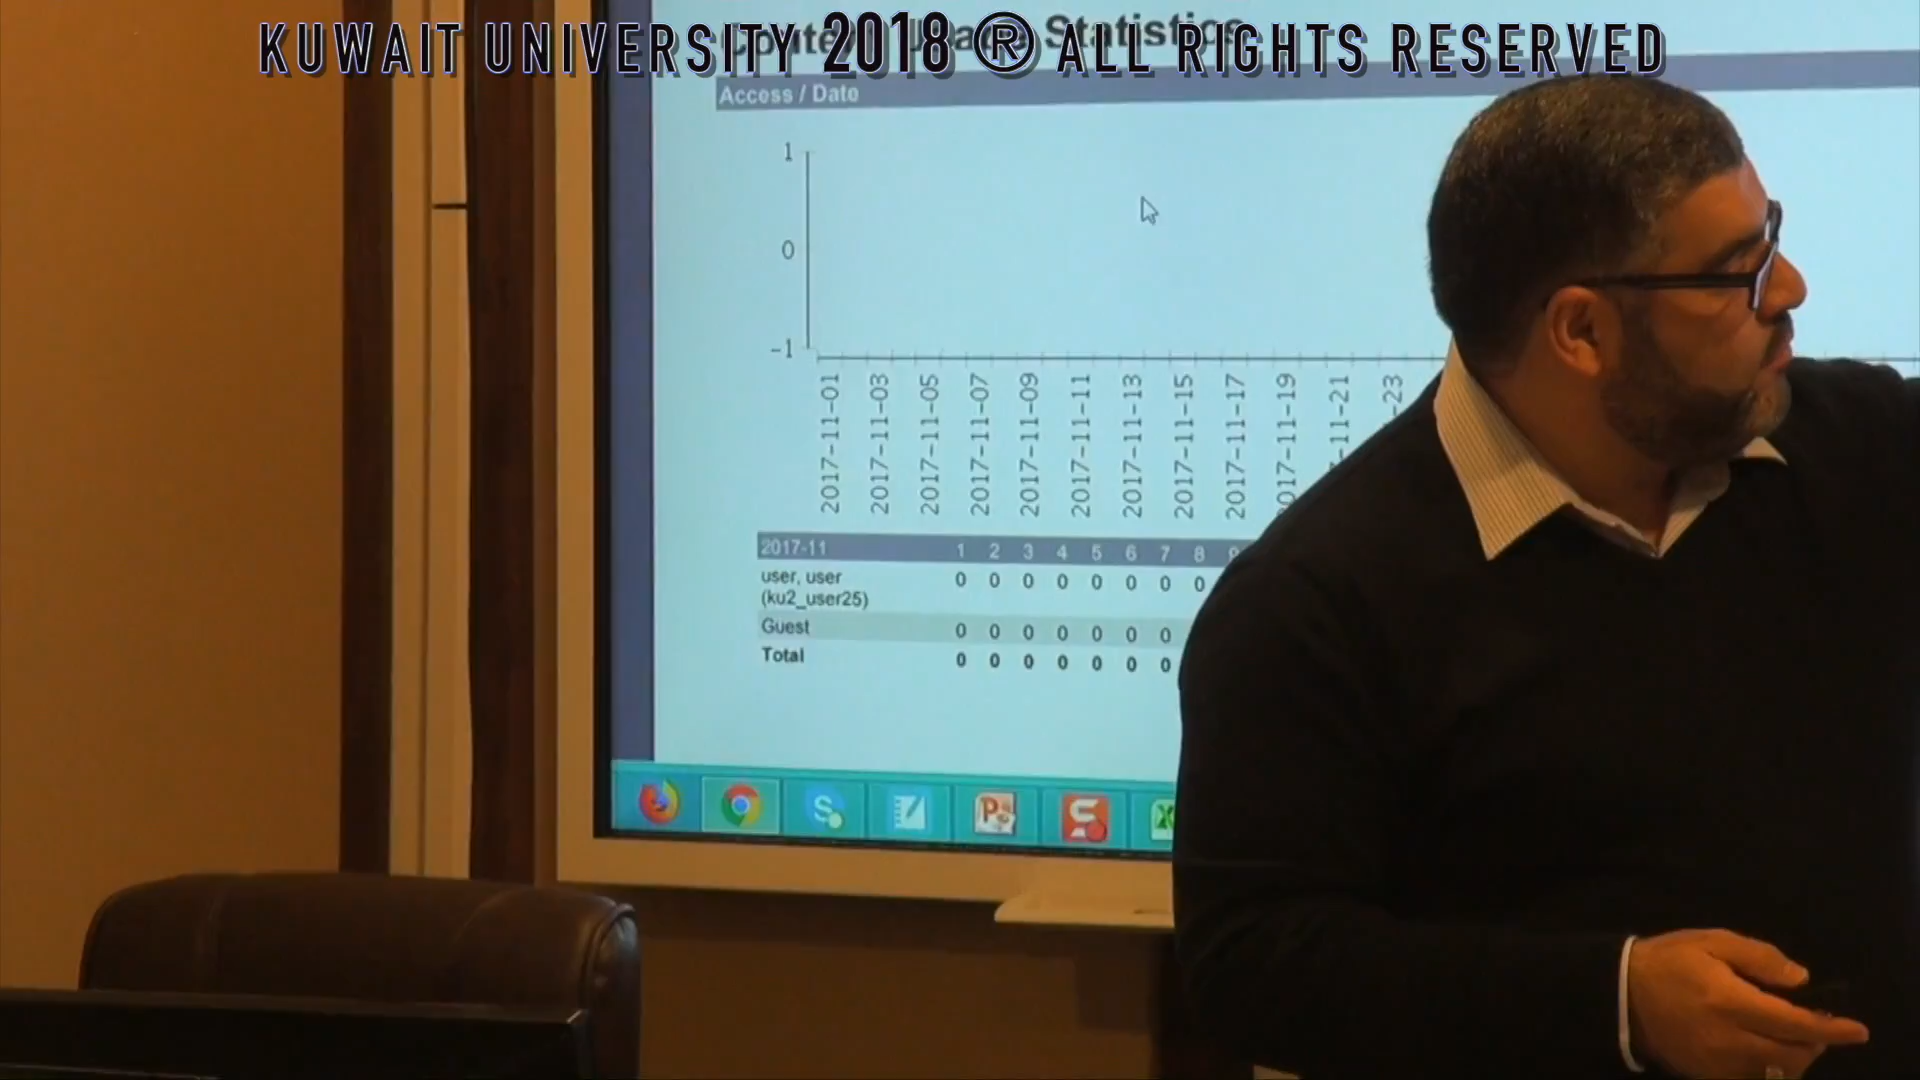 KUWAIT UNIVERSITY 2018 ® ALL RIGHTS RESERVED
Statistics
Access / Date
1
0
-1
2017-11-01 2017-11-03 2017-11-05 2017-11-07 2017-11-09 2017-11-11 2017-11-13 2017-11-15 2017-11-17 2017-11-19 -11-21 -23
2017-11 1 2 3 4 5 6 7 8 9
user, user 0 0 0 0 0 0 0 0
(ku2_user25)
Guest 0 0 0 0 0 0 0
Total 0 0 0 0 0 0 0